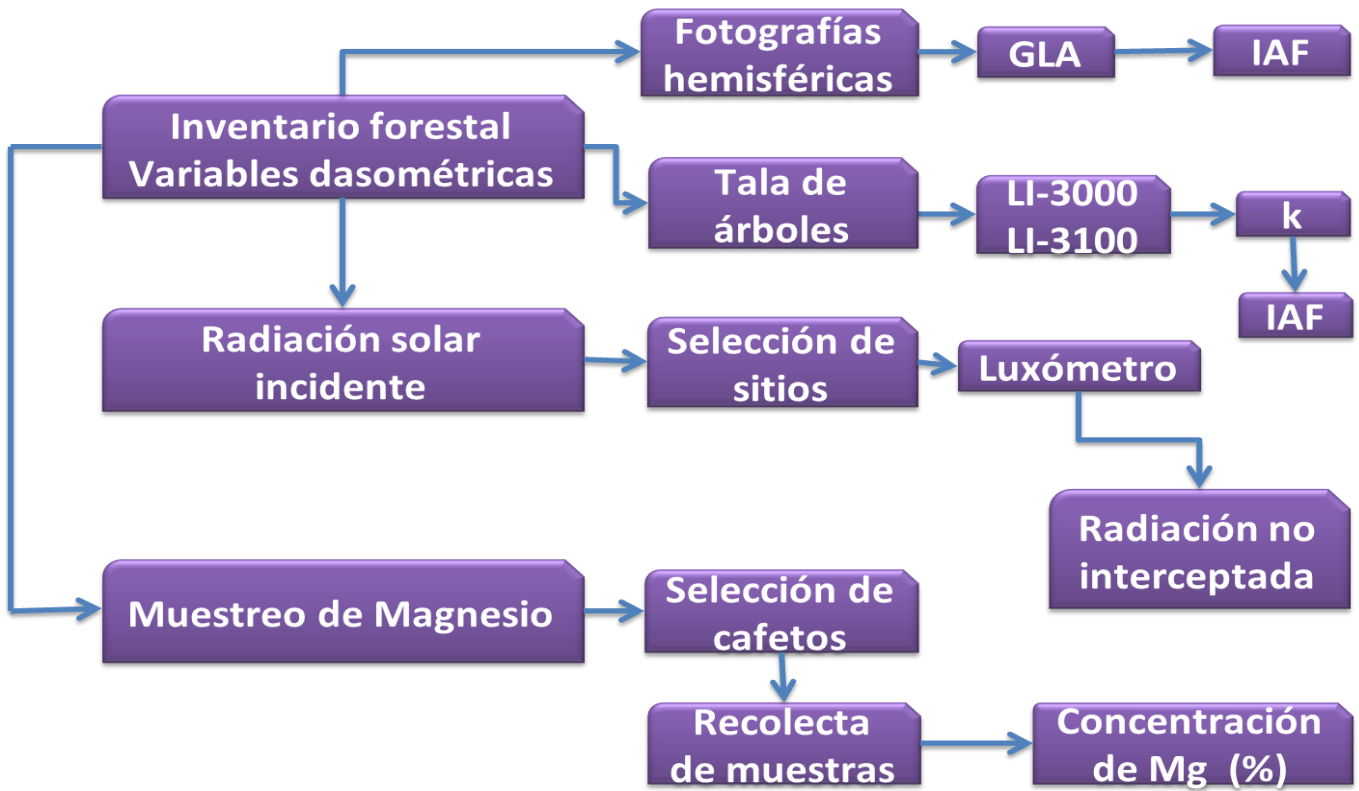 Fotografías
hemisféricas
GLA
IAF
Inventario forestal
Variables dasométricas
Tala de
árboles
LI-3000
LI-3100
k
IAF
Radiación solar
incidente
Selección de
sitios
Luxómetro
Radiación no
interceptada
Muestreo de Magnesio
Selección de
cafetos
Recolecta
de muestras
Concentración
de Mg (%)